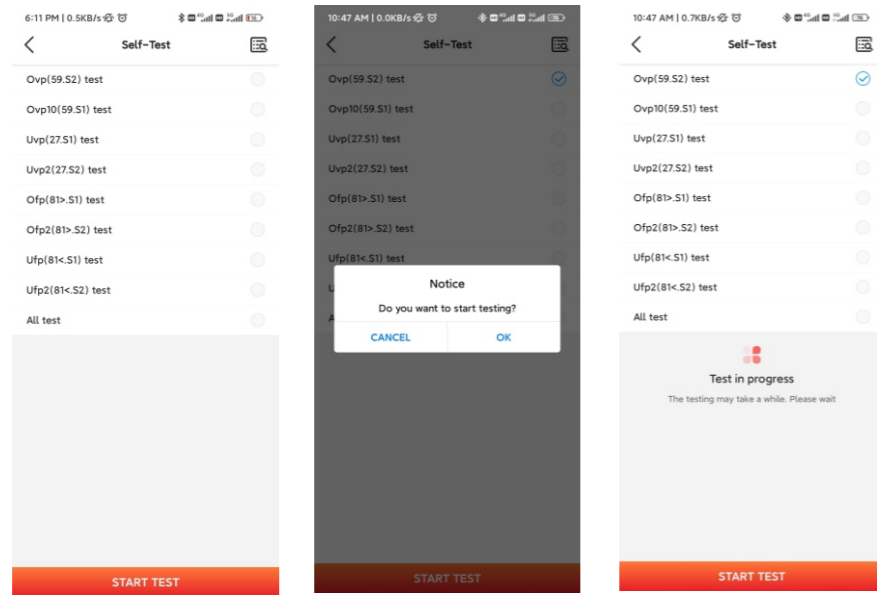 6:11 PM | 0.5KB/s
Self-Test
Ovp(59.S2) test
Ovp10(59.S1) test
Uvp(27.S1) test
Uvp2(27.S2) test
Ofp(81>.S1) test
Ofp2(81>.S2) test
Ufp(81<.S1) test
Ufp2(81<.S2) test
All test
START TEST
10:47 AM | 0.0KB/s
Self-Test
Ovp(59.S2) test
Ovp10(59.S1) test
Uvp(27.S1) test
Uvp2(27.S2) test
Ofp(81>.S1) test
Ofp2(81>.S2) test
Ufp(81<.S1) test
U
A
Notice
Do you want to start testing?
CANCEL OK
START TEST
10:47 AM | 0.7KB/s
Self-Test
Ovp(59.S2) test
Ovp10(59.S1) test
Uvp(27.S1) test
Uvp2(27.S2) test
Ofp(81>.S1) test
Ofp2(81>.S2) test
Ufp(81<.S1) test
Ufp2(81<.S2) test
All test
Test in progress
The testing may take a while. Please wait
START TEST